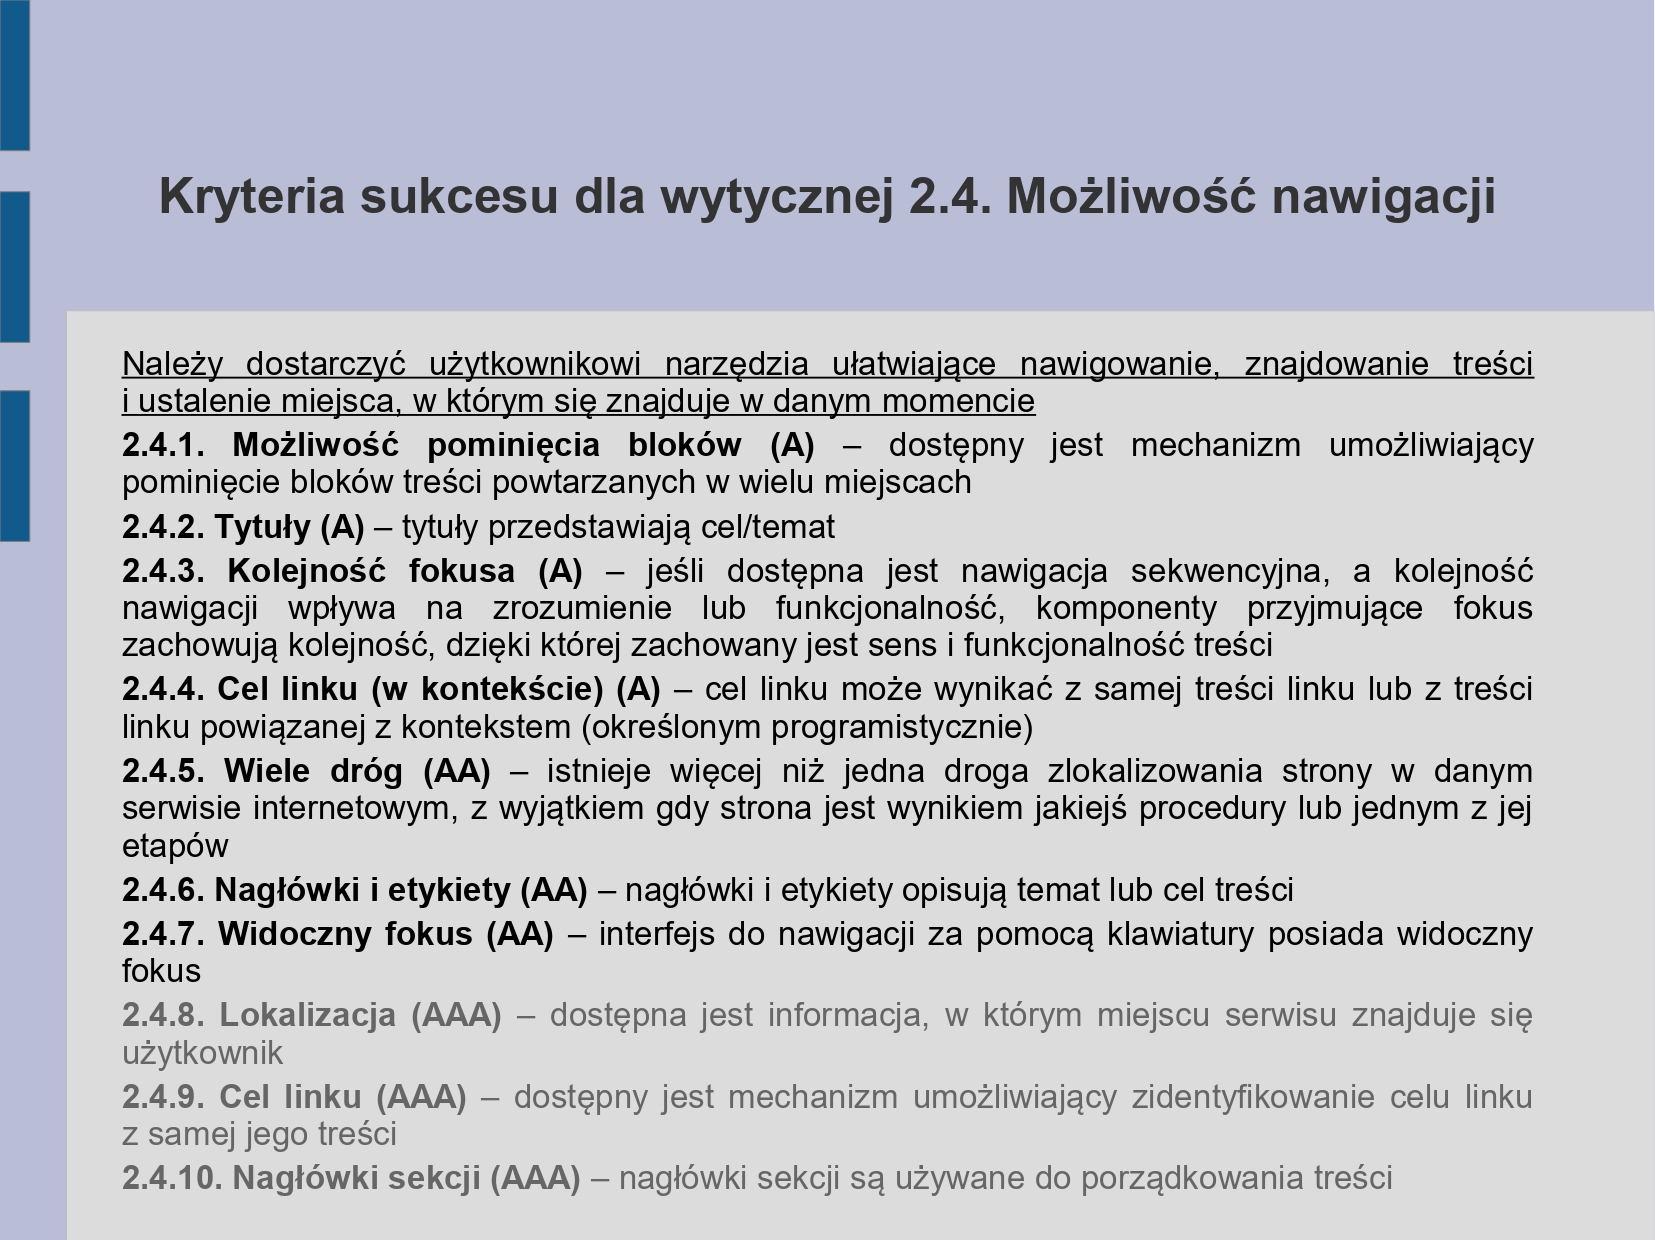 Kryteria sukcesu dla wytycznej 2.4. Możliwość nawigacji
Należy dostarczyć użytkownikowi narzędzia ułatwiające nawigowanie, znajdowanie treści
i ustalenie miejsca, w którym się znajduje w danym momencie
2.4.1. Możliwość pominięcia bloków (A) – dostępny jest mechanizm umożliwiający
pominięcie bloków treści powtarzanych w wielu miejscach
2.4.2. Tytuły (A) – tytuły przedstawiają cel/temat
2.4.3. Kolejność fokusa (A) – jeśli dostępna jest nawigacja sekwencyjna, a kolejność
nawigacji wpływa na zrozumienie lub funkcjonalność, komponenty przyjmujące fokus
zachowują kolejność, dzięki której zachowany jest sens i funkcjonalność treści
2.4.4. Cel linku (w kontekście) (A) – cel linku może wynikać z samej treści linku lub z treści
linku powiązanej z kontekstem (określonym programistycznie)
2.4.5. Wiele dróg (AA) – istnieje więcej niż jedna droga zlokalizowania strony w danym
serwisie internetowym, z wyjątkiem gdy strona jest wynikiem jakiejś procedury lub jednym z jej
etapów
2.4.6. Nagłówki i etykiety (AA) – nagłówki i etykiety opisują temat lub cel treści
2.4.7. Widoczny fokus (AA) – interfejs do nawigacji za pomocą klawiatury posiada widoczny
fokus
2.4.8. Lokalizacja (AAA) – dostępna jest informacja, w którym miejscu serwisu znajduje się
użytkownik
2.4.9. Cel linku (AAA) – dostępny jest mechanizm umożliwiający zidentyfikowanie celu linku
z samej jego treści
2.4.10. Nagłówki sekcji (AAA) – nagłówki sekcji są używane do porządkowania treści